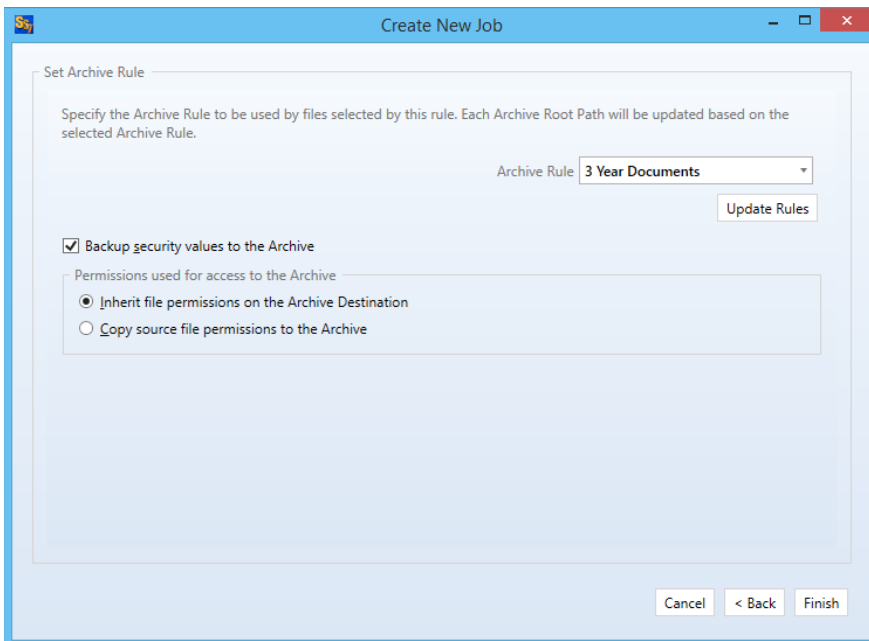 SS7
Create New Job
Set Archive Rule
Specify the Archive Rule to be used by files selected by this rule. Each Archive Root Path will be updated based on the
selected Archive Rule.
Archive Rule 3 Year Documents
Update Rules
Backup security values to the Archive
Permissions used for access to the Archive
Inherit file permissions on the Archive Destination
Copy source file permissions to the Archive
Cancel < Back Finish